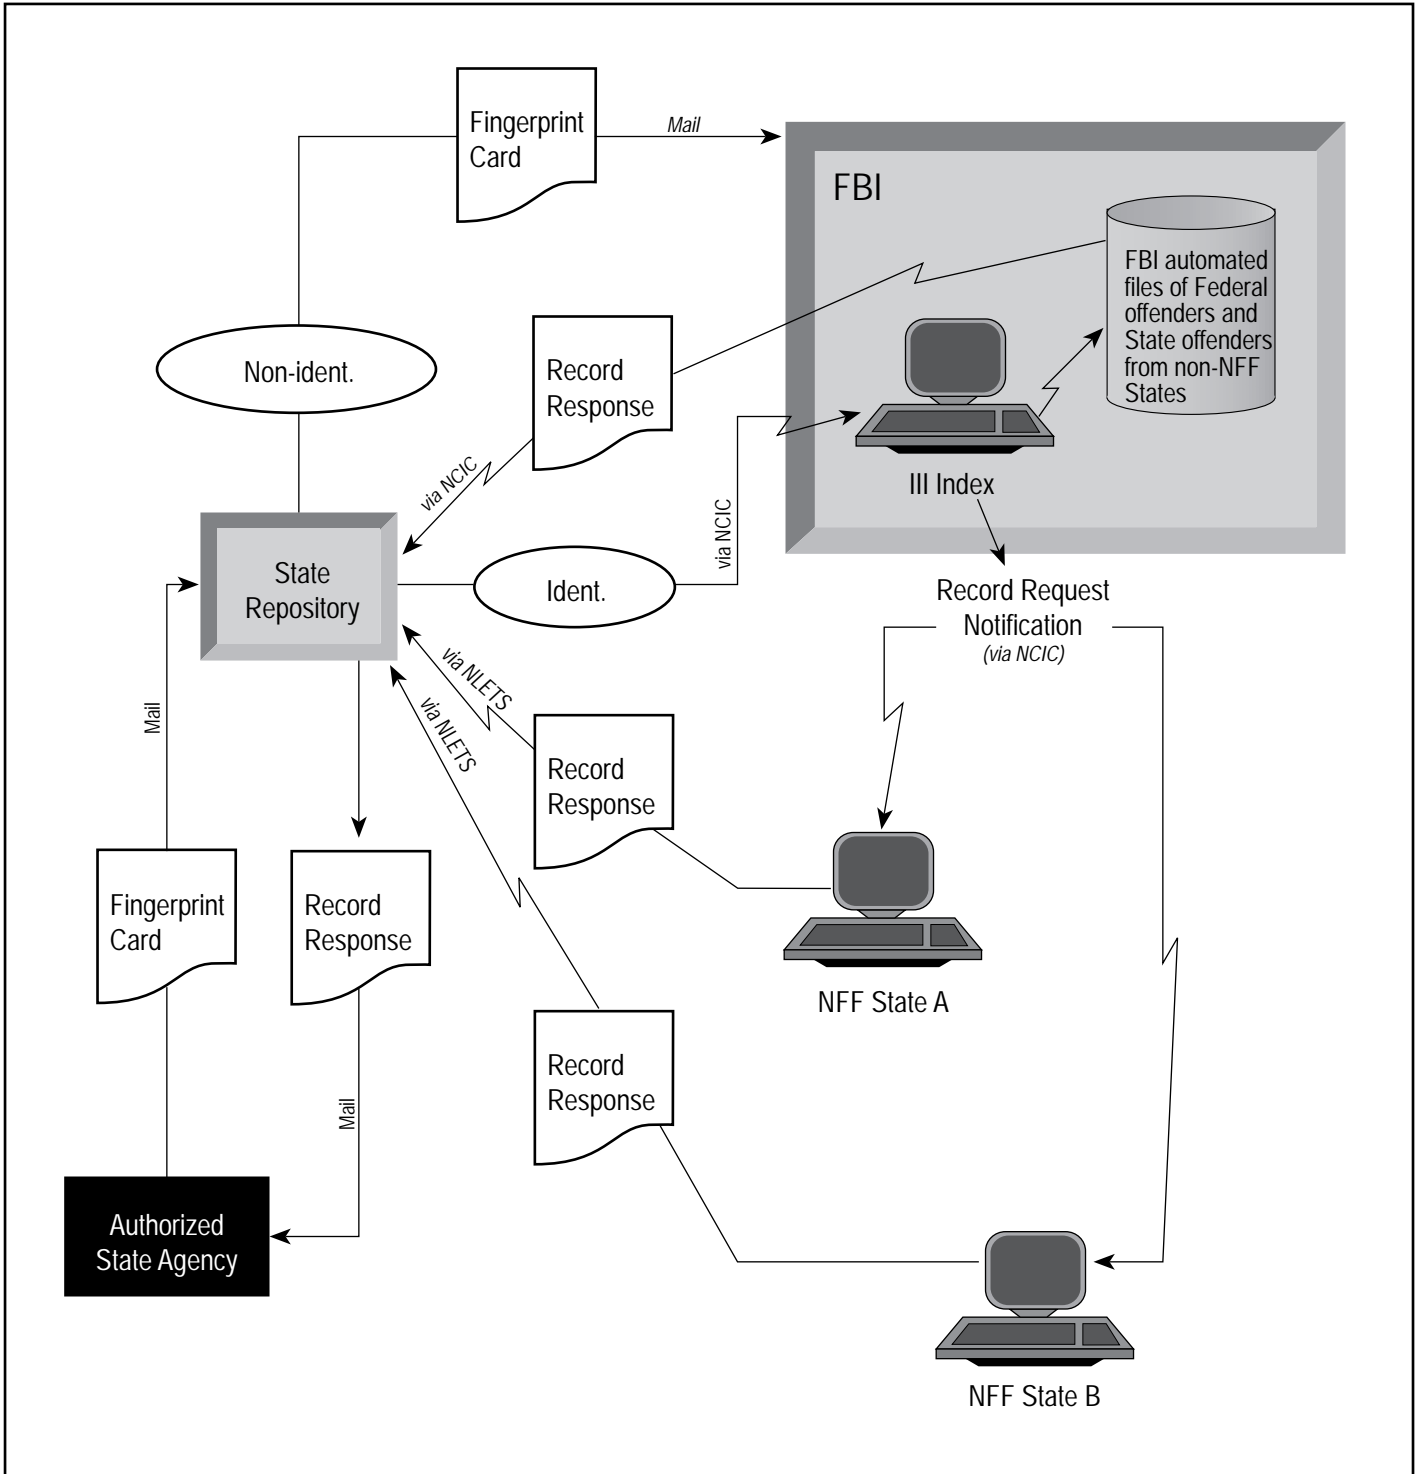 Fingerprint
Card
Mail
FBI
FBI automated
files of Federal
offenders and
State offenders
from non-NFF
States
Non-ident.
Record
Response
via NCIC
III Index
via NCIC
State
Repository
Ident.
Record Request
Notification
(via NCIC)
via NLETS
via NLETS
Mail
Record
Response
Fingerprint
Card
Record
Response
NFF State A
Record
Response
Mail
Authorized
State Agency
NFF State B